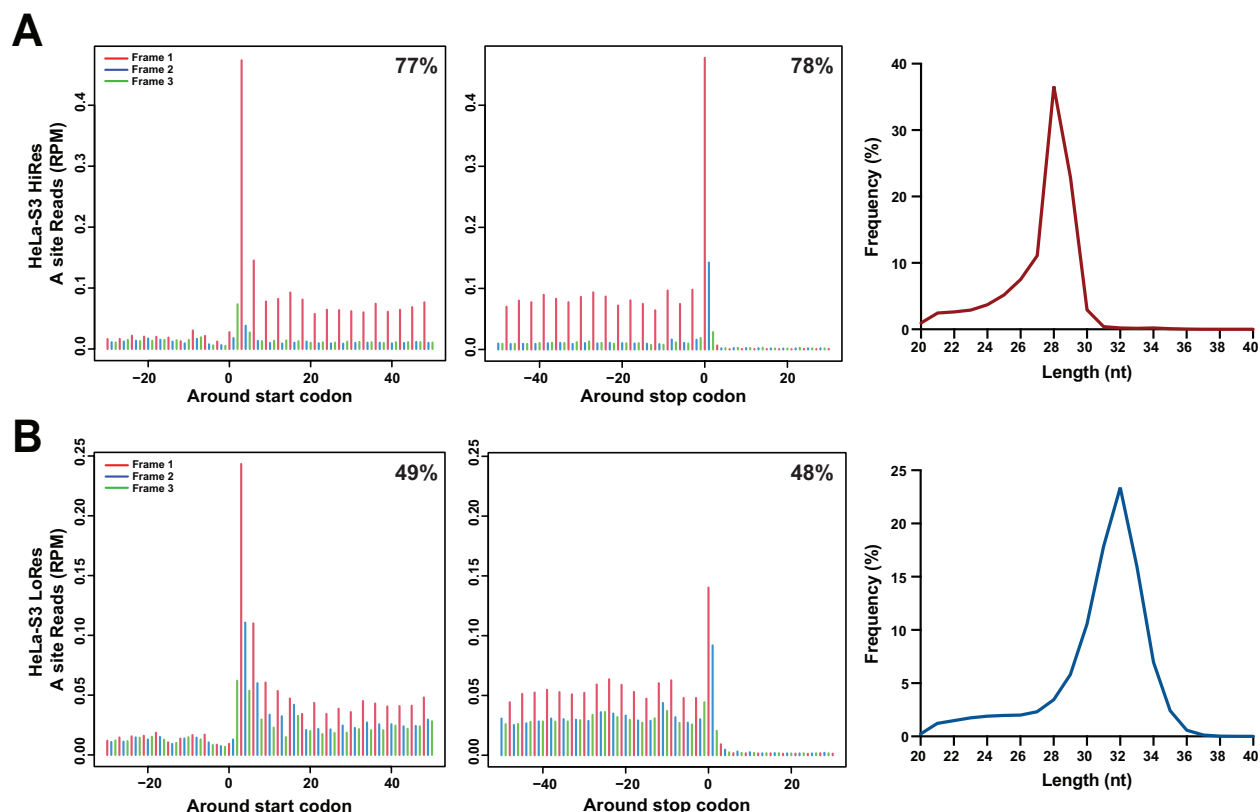 A
Frame 1
Frame 2
Frame 3
77%
HeLa-S3 HiRes
A site Reads (RPM)
0.4
0.3
0.2
0.1
0.0
−20 0 20 40
Around start codon
78%
0.4
0.3
0.2
0.1
0.0
−40 −20 0 20
Around stop codon
Frequency (%)
40
30
20
10
0
20 22 24 26 28 30 32 34 36 38 40
Length (nt)
B
Frame 1
Frame 2
Frame 3
49%
HeLa-S3 LoRes
A site Reads (RPM)
0.25
0.20
0.15
0.10
0.05
0.00
−20 0 20 40
Around start codon
48%
0.25
0.20
0.15
0.10
0.05
0.00
−40 −20 0 20
Around stop codon
Frequency (%)
25
20
15
10
5
0
20 22 24 26 28 30 32 34 36 38 40
Length (nt)